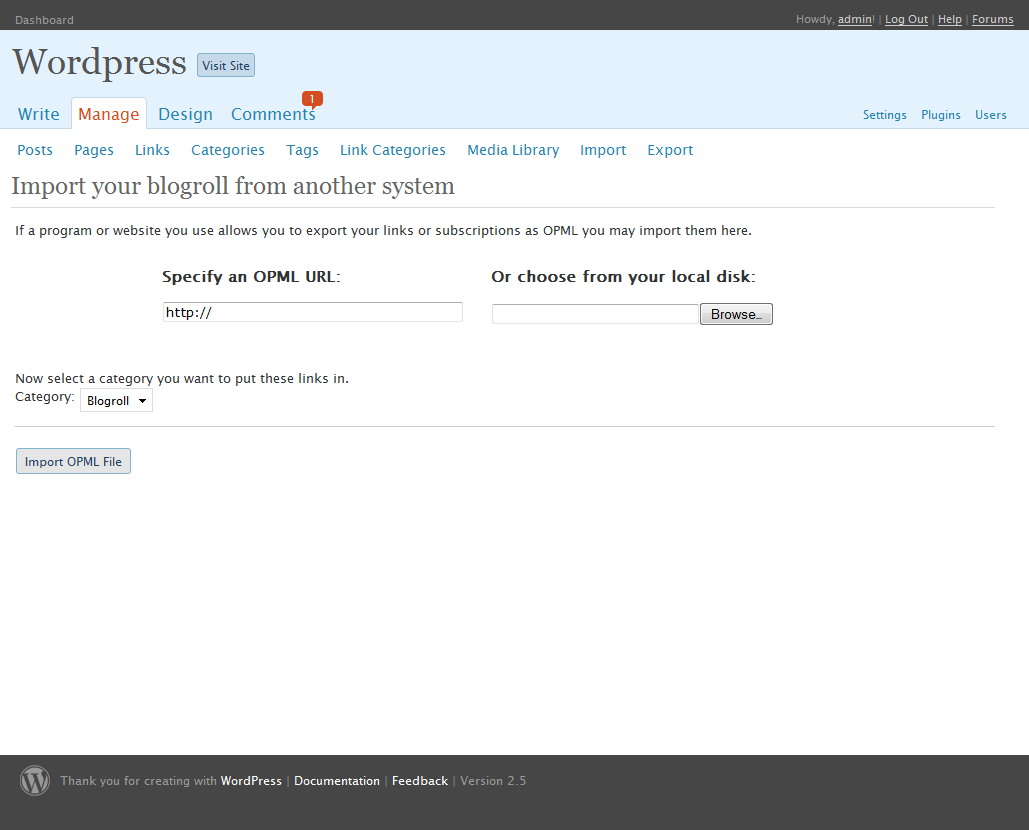 Dashboard Howdy, admin! | Log Out | Help | Forums
Wordpress Visit Site
1
Write Manage Design Comments Settings Plugins Users
Posts Pages Links Categories Tags Link Categories Media Library Import Export
Import your blogroll from another system
If a program or website you use allows you to export your links or subscriptions as OPML you may import them here.
Specify an OPML URL: Or choose from your local disk:
http:// Browse...
Now select a category you want to put these links in.
Category: Blogroll
Import OPML File
Thank you for creating with WordPress | Documentation | Feedback | Version 2.5